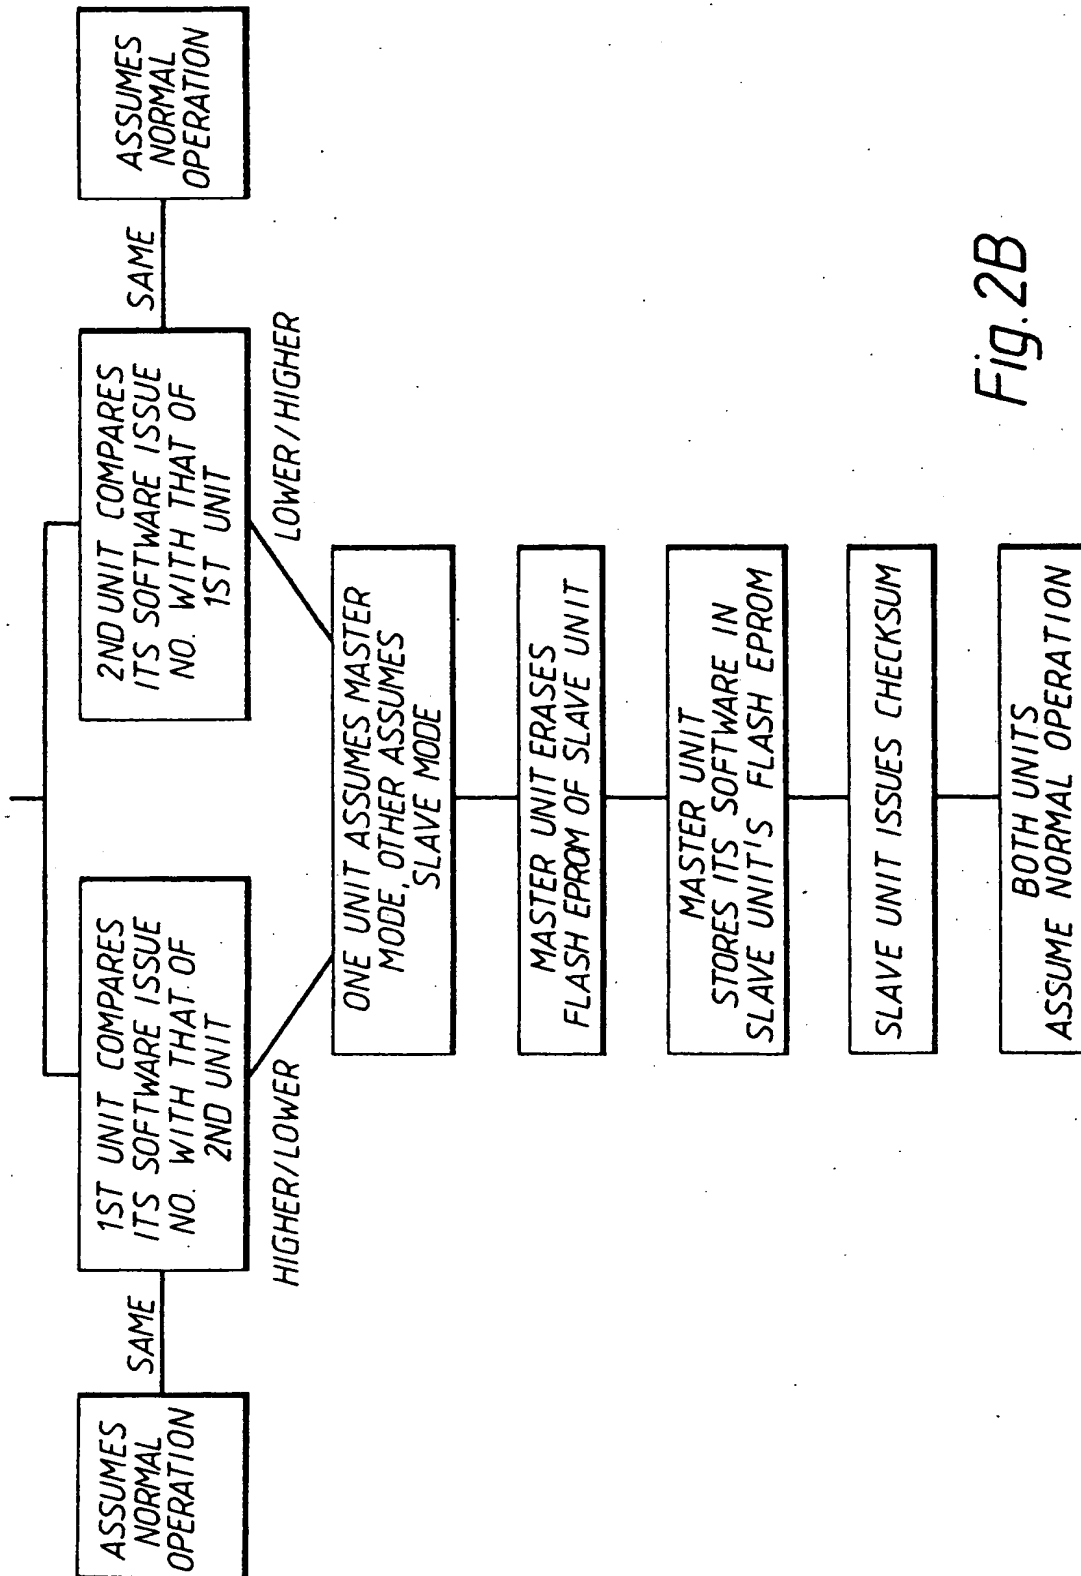 ASSUMES
NORMAL
OPERATION
SAME
1ST UNIT COMPARES
ITS SOFTWARE ISSUE
NO. WITH THAT OF
2ND UNIT
2ND UNIT COMPARES
ITS SOFTWARE ISSUE
NO. WITH THAT OF
1ST UNIT
SAME
ASSUMES
NORMAL
OPERATION
HIGHER/LOWER
LOWER/HIGHER
ONE UNIT ASSUMES MASTER
MODE, OTHER ASSUMES
SLAVE MODE
MASTER UNIT ERASES
FLASH EPROM OF SLAVE UNIT
MASTER UNIT
STORES ITS SOFTWARE IN
SLAVE UNIT'S FLASH EPROM
SLAVE UNIT ISSUES CHECKSUM
BOTH UNITS
ASSUME NORMAL OPERATION
Fig.2B